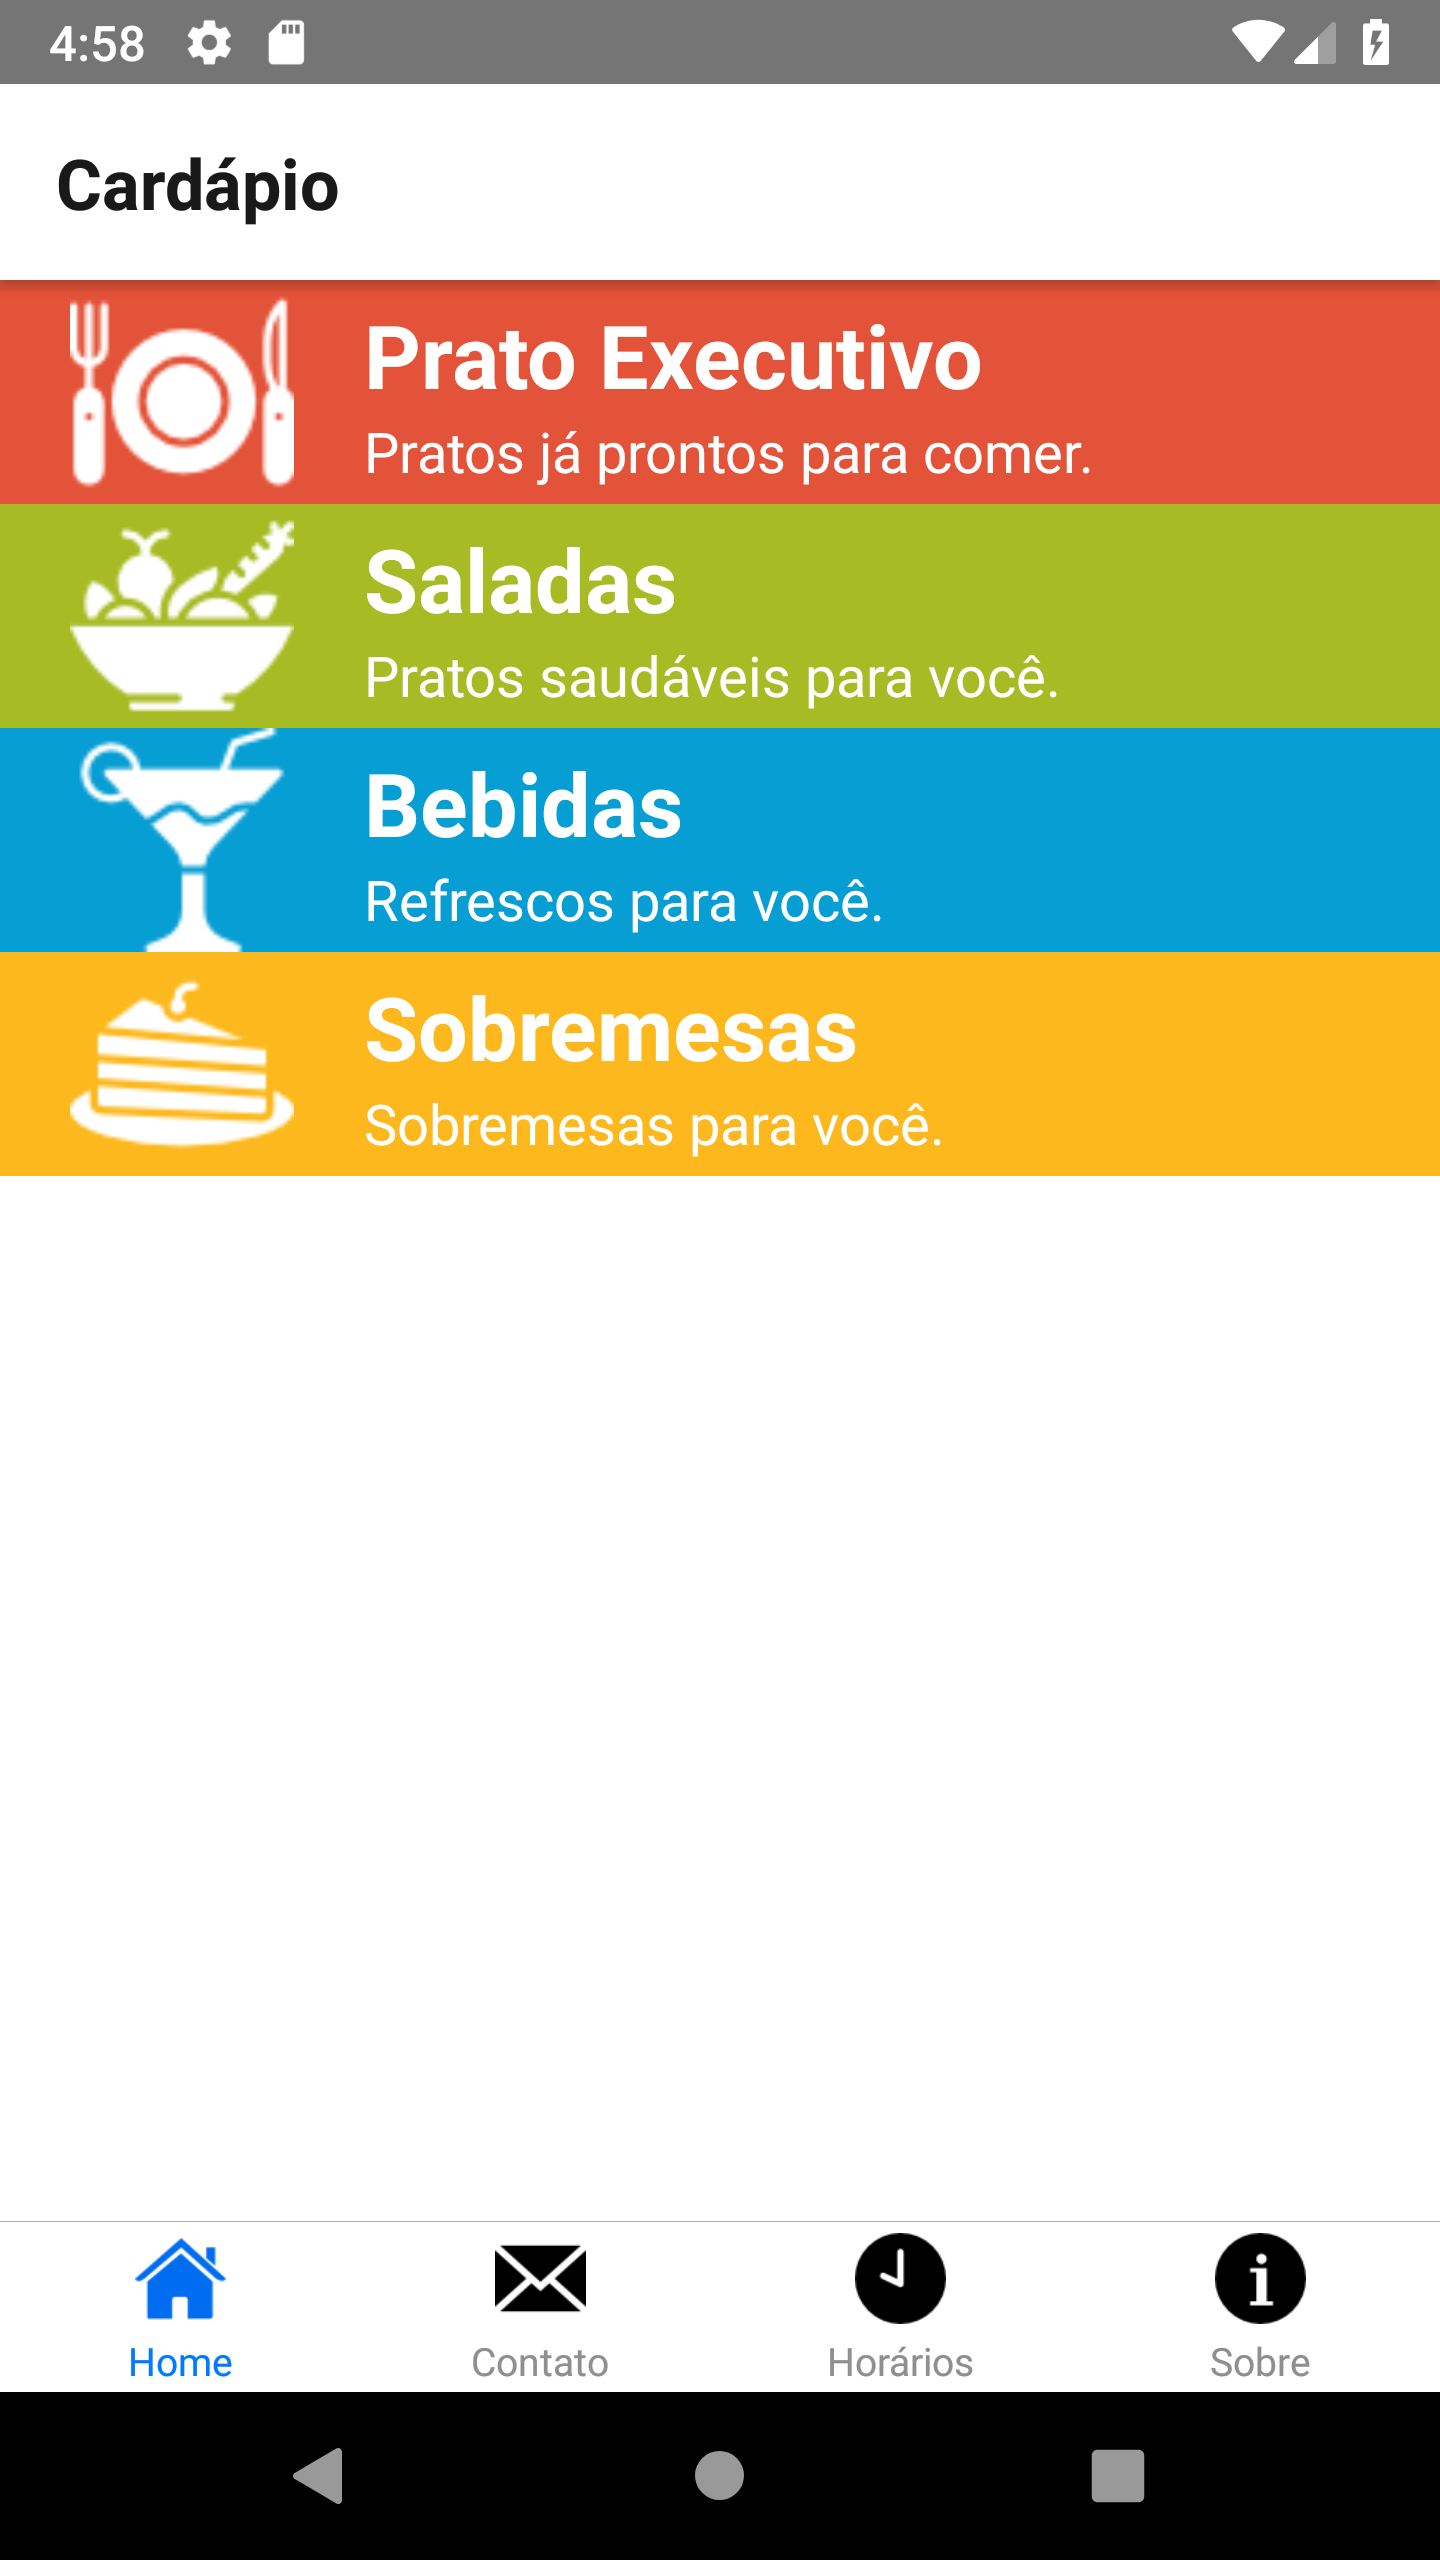 4:58
Cardápio
Prato Executivo
Pratos já prontos para comer.
Saladas
Pratos saudáveis para você.
Bebidas
Refrescos para você.
Sobremesas
Sobremesas para você.
Home
Contato
Horários
Sobre